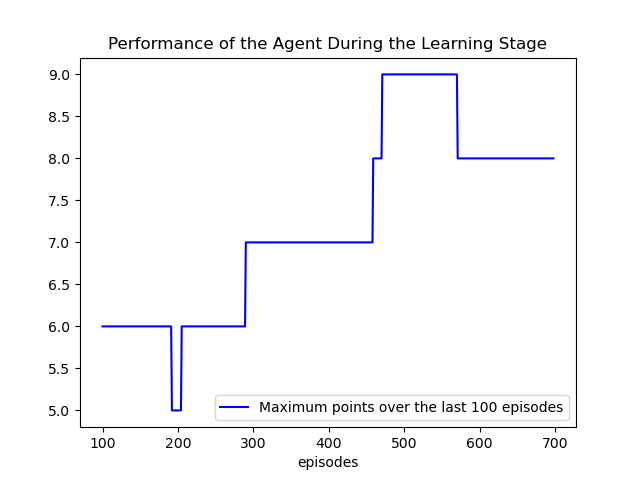 Performance of the Agent During the Learning Stage
9.0
8.5
8.0
7.5
7.0
6.5
6.0
5.5
5.0
Maximum points over the last 100 episodes
100 200 300 400 500 600 700
episodes